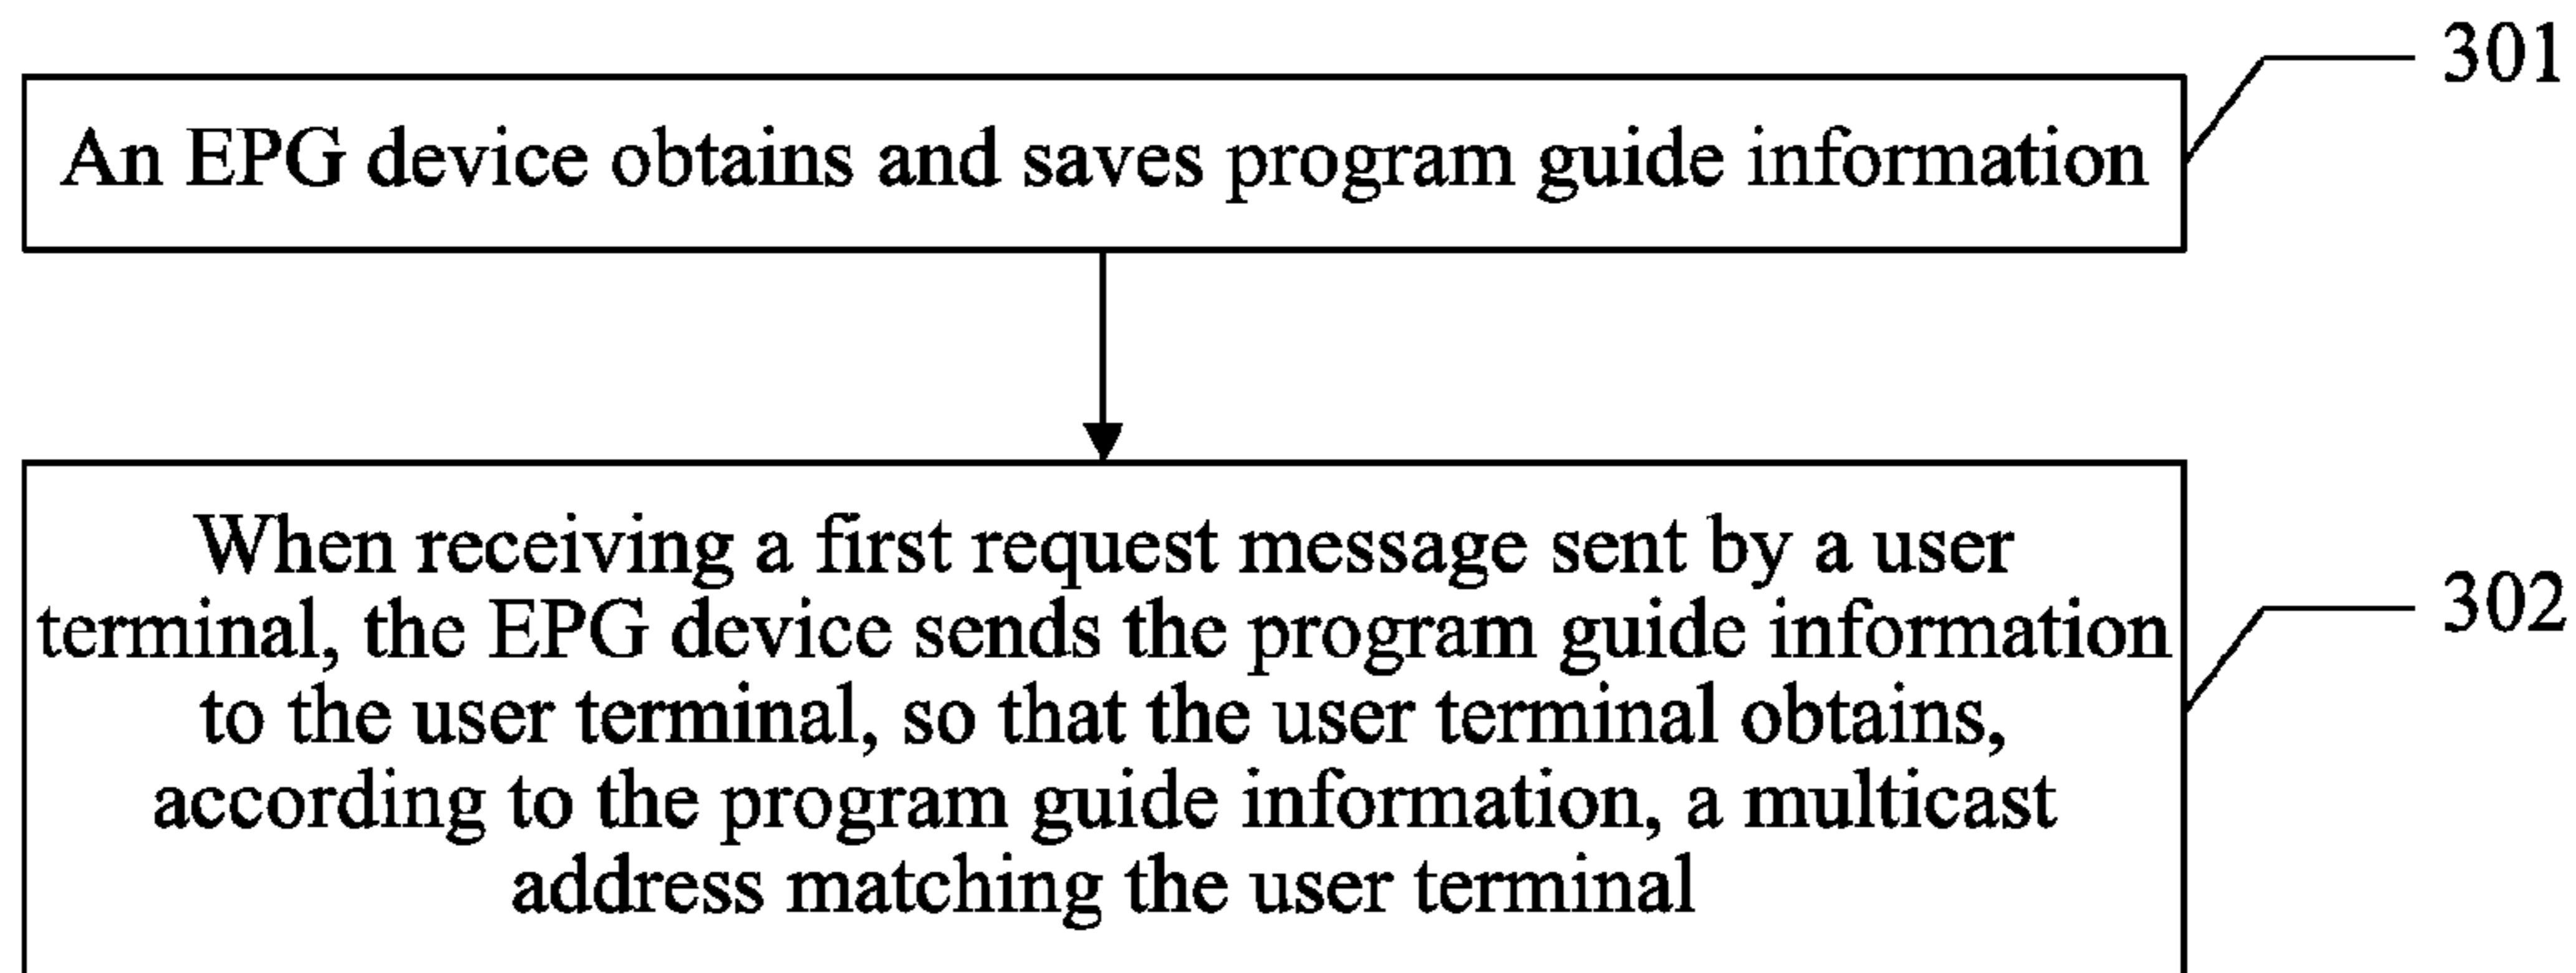 301
An EPG device obtains and saves program guide information
When receiving a first request message sent by a user
terminal, the EPG device sends the program guide information
to the user terminal, so that the user terminal obtains,
according to the program guide information, a multicast
address matching the user terminal
302